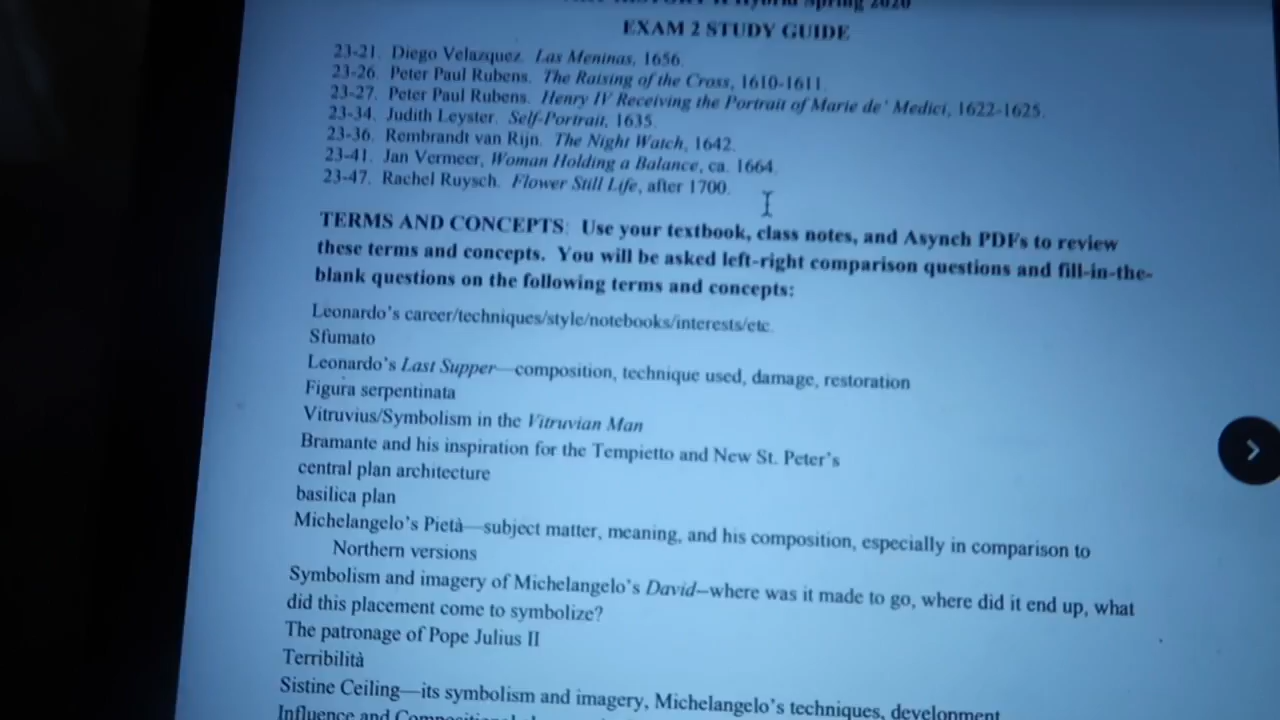 Spring 2020
EXAM 2 STUDY GUIDE
23-21. Diego Velazquez. Las Meninas, 1656.
23-26. Peter Paul Rubens. The Raising of the Cross, 1610-1611.
23-27. Peter Paul Rubens. Henry IV Receiving the Portrait of Marie de' Medici, 1622-1625.
23-34. Judith Leyster. Self-Portrait, 1635.
23-36. Rembrandt van Rijn. The Night Watch, 1642.
23-41. Jan Vermeer, Woman Holding a Balance, ca. 1664.
23-47. Rachel Ruysch. Flower Still Life, after 1700.
TERMS AND CONCEPTS: Use your textbook, class notes, and Asynch PDFs to review
these terms and concepts. You will be asked left-right comparison questions and fill-in-the-
blank questions on the following terms and concepts:
Leonardo's career/techniques/style/notebooks/interests/etc.
Sfumato
Leonardo's Last Supper—composition, technique used, damage, restoration
Figura serpentinata
Vitruvius/Symbolism in the Vitruvian Man
Bramante and his inspiration for the Tempietto and New St. Peter's
central plan architecture
basilica plan
Michelangelo's Pietà—subject matter, meaning, and his composition, especially in comparison to
Northern versions
Symbolism and imagery of Michelangelo's David–where was it made to go, where did it end up, what
did this placement come to symbolize?
The patronage of Pope Julius II
Terribilità
Sistine Ceiling—its symbolism and imagery, Michelangelo's techniques, development
Influence and